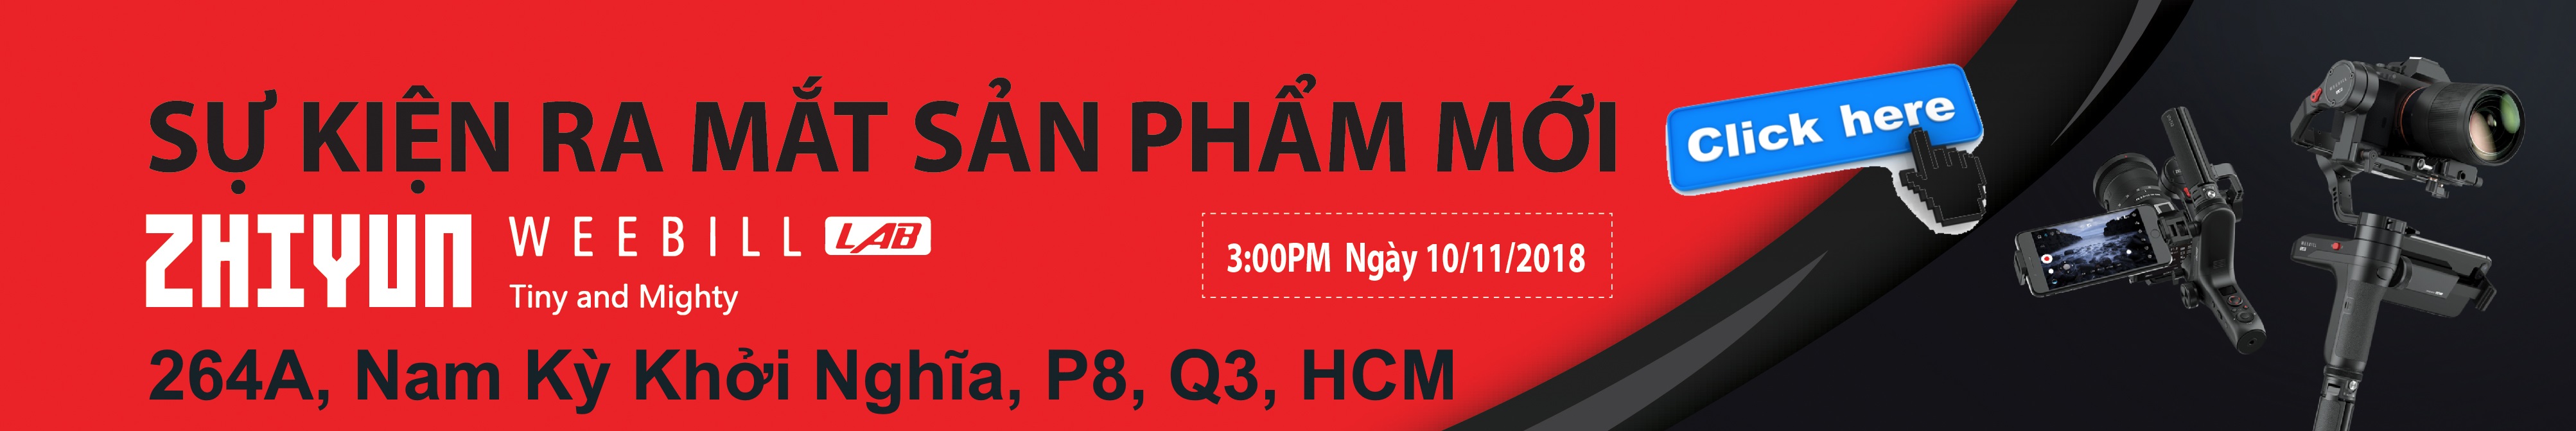 SỰ KIỆN RA MẮT SẢN PHẨM MỚI
Click here
ZHIYUN WEEBILL LAB
Tiny and Mighty
3:00PM Ngày 10/11/2018
264A, Nam Kỳ Khởi Nghĩa, P8, Q3, HCM